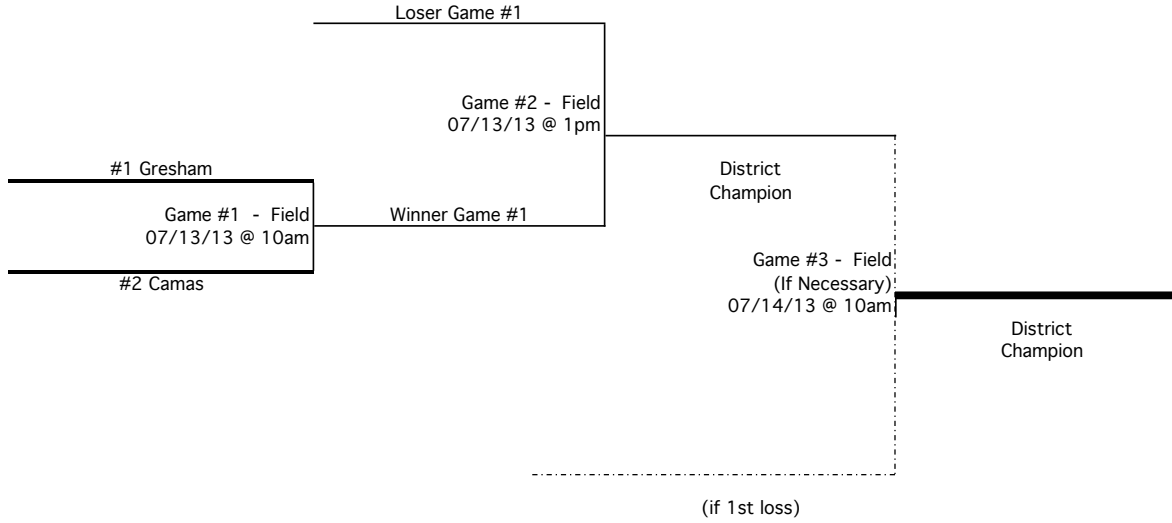 Loser Game #1
Game #2 - Field
07/13/13 @ 1pm
#1 Gresham
District
Champion
Game #1 - Field
07/13/13 @ 10am
Winner Game #1
#2 Camas
Game #3 - Field
(If Necessary)
07/14/13 @ 10am
District
Champion
(if 1st loss)